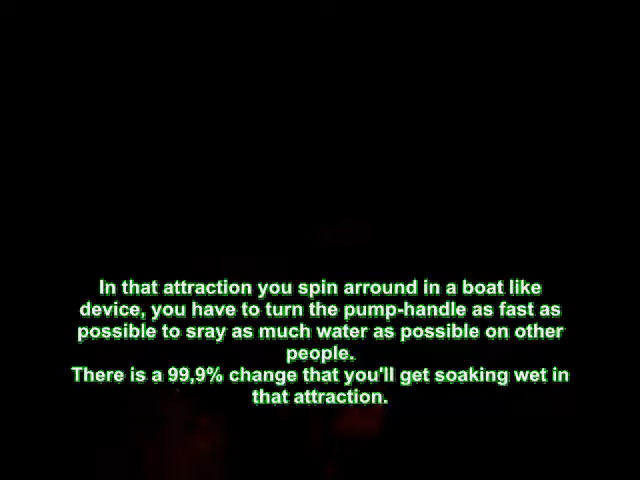 In that attraction you spin arround in a boat like
device, you have to turn the pump-handle as fast as
possible to sray as much water as possible on other
people.
There is a 99,9% change that you'll get soaking wet in
that attraction.